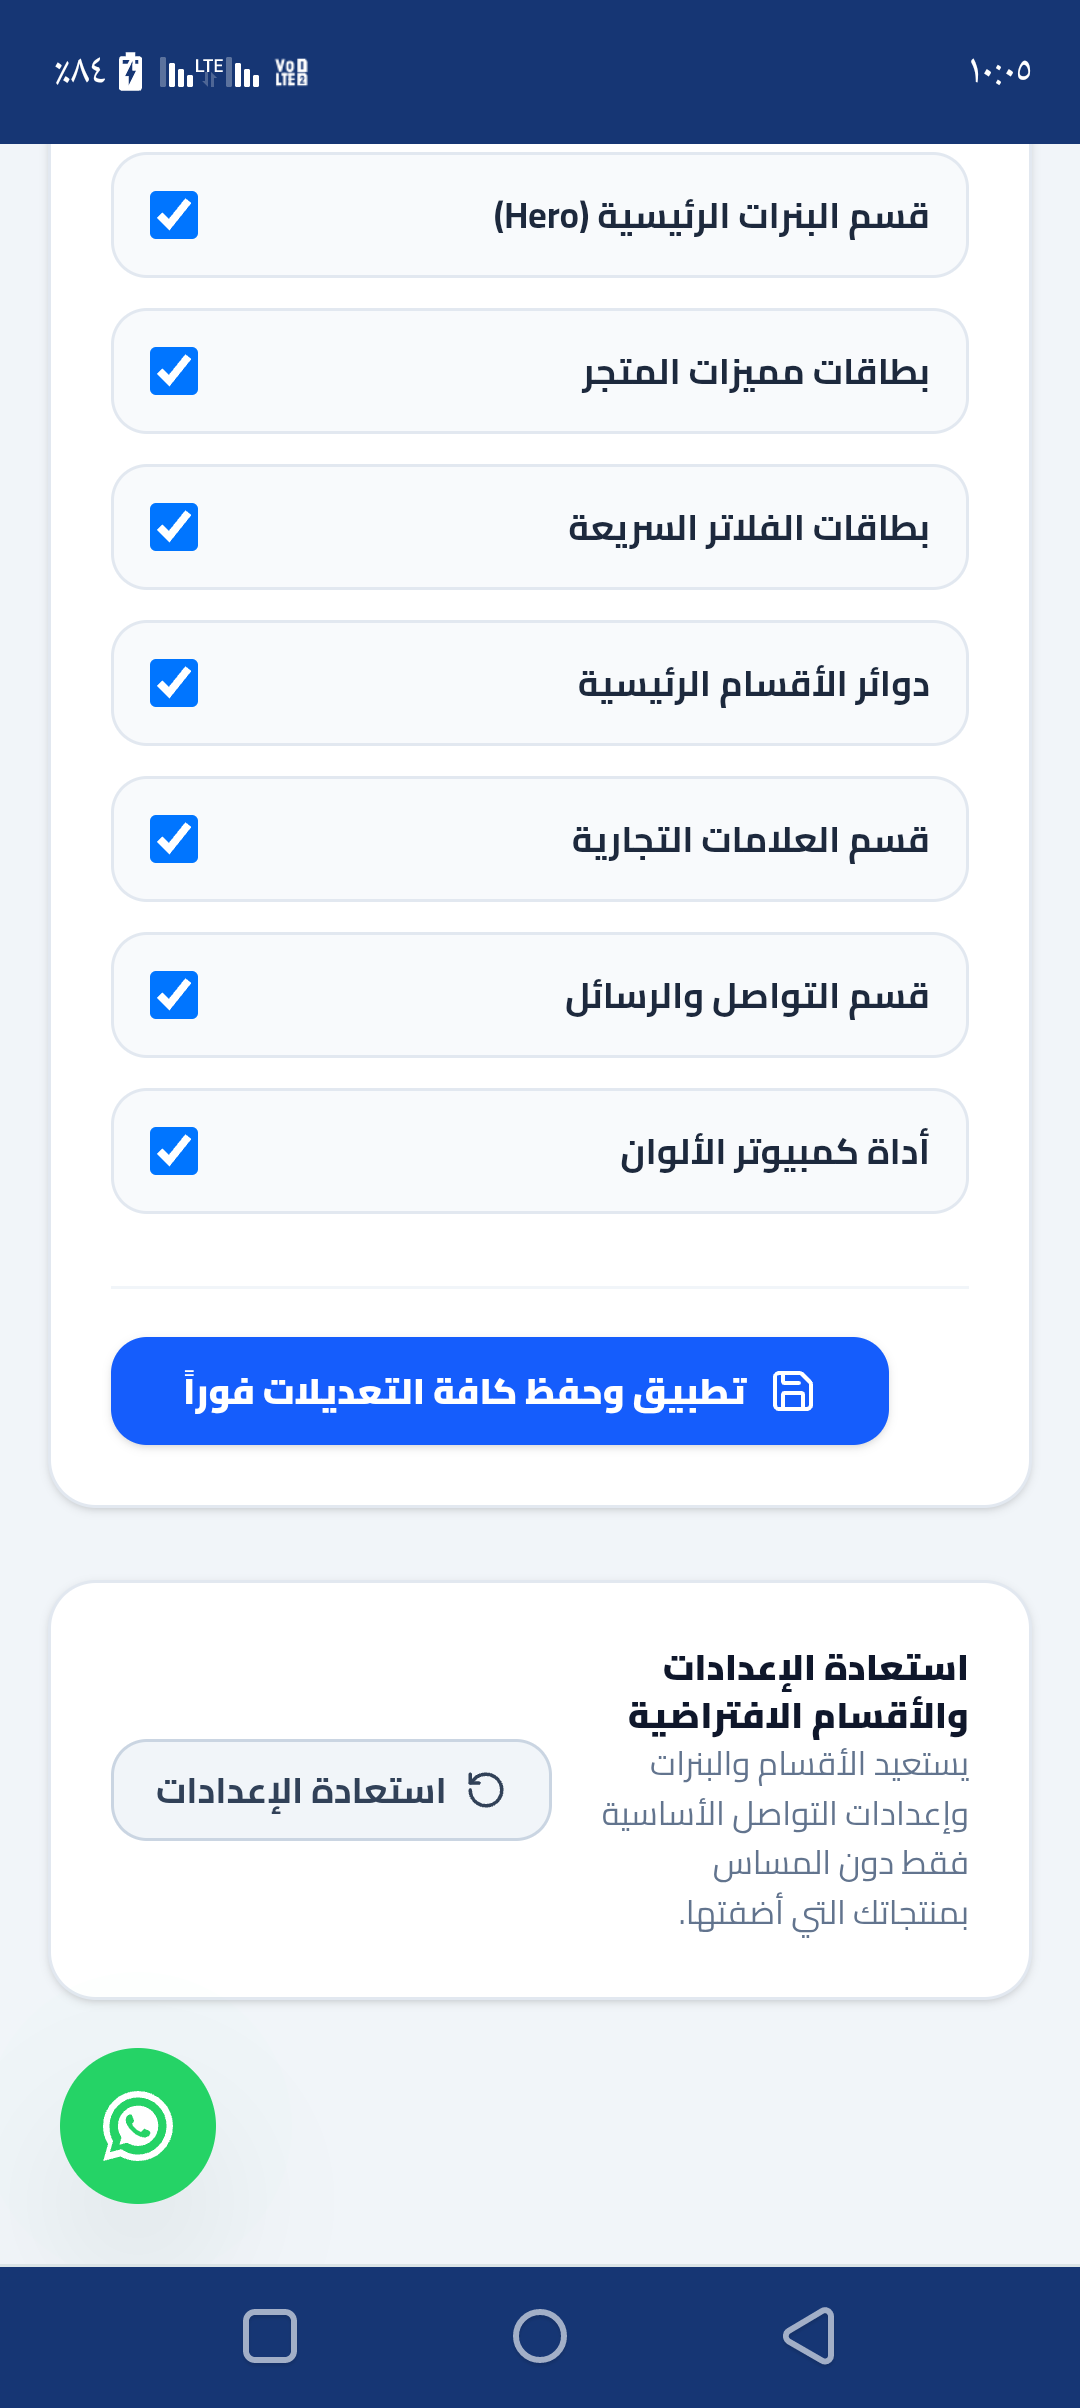 ١٠:٠٥ VoLTE 1 2 LTE ٨٤٪
قسم البنرات الرئيسية (Hero)
بطاقات مميزات المتجر
بطاقات الفلاتر السريعة
دوائر الأقسام الرئيسية
قسم العلامات التجارية
قسم التواصل والرسائل
أداة كمبيوتر الألوان
تطبيق وحفظ كافة التعديلات فوراً
استعادة الإعدادات
والأقسام الافتراضية
يستعيد الأقسام والبنرات
وإعدادات التواصل الأساسية
فقط دون المساس
بمنتجاتك التي أضفتها.
استعادة الإعدادات